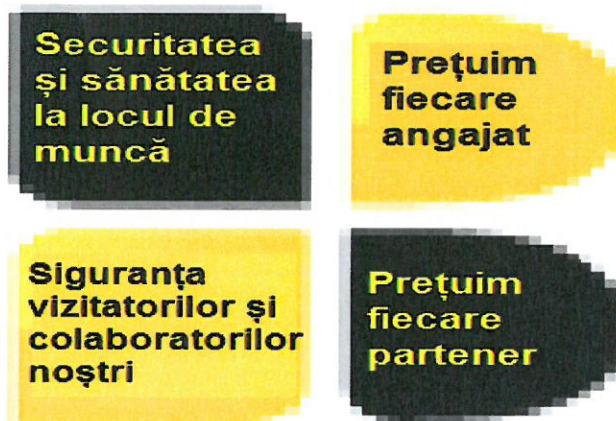 Securitatea
și sănătatea
la locul de
muncă
Prețuim
fiecare
angajat
Siguranța
vizitatorilor și
colaboratorilor
noștri
Prețuim
fiecare
partener